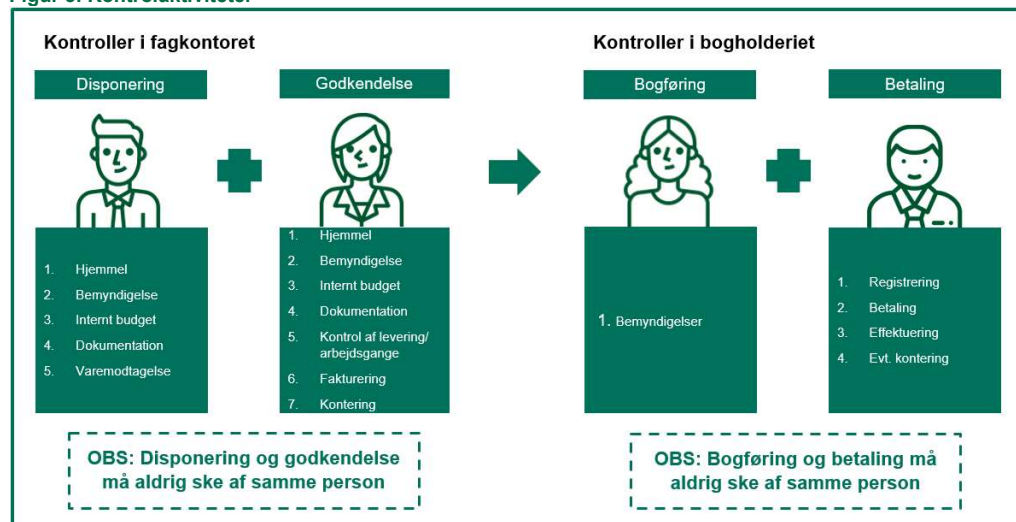 Figur 3. Kontrolaktiviteter
Kontroller i fagkontoret
Disponering
Godkendelse
1. Hjemmel
2. Bemyndigelse
3. Internt budget
4. Dokumentation
5. Varemodtagelse
1. Hjemmel
2. Bemyndigelse
3. Internt budget
4. Dokumentation
5. Kontrol af levering/
arbejdsgange
6. Fakturering
7. Kontering
OBS: Disponering og godkendelse
må aldrig ske af samme person
Kontroller i bogholderiet
Bogføring
Betaling
1. Bemyndigelser
1. Registrering
2. Betaling
3. Effektuering
4. Evt. kontering
OBS: Bogføring og betaling må
aldrig ske af samme person